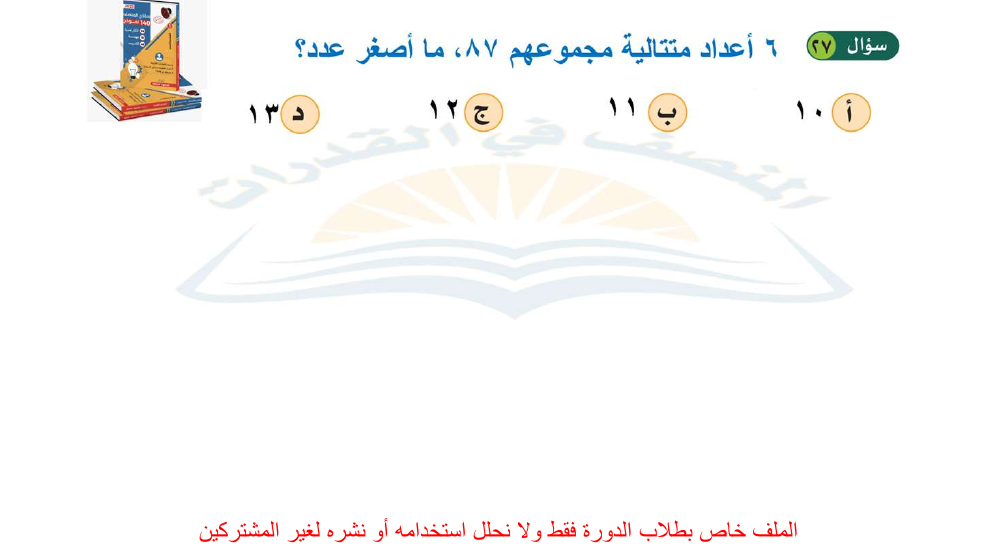 سؤال ٢٧ ٦ أعداد متتالية مجموعهم ٨٧، ما أصغر عدد؟
أ ١٠ ب ١١ ج ١٢ د ١٣
المنصف في القدرات
الملف خاص بطلاب الدورة فقط ولا نحلل استخدامه أو نشره لغير المشتركين